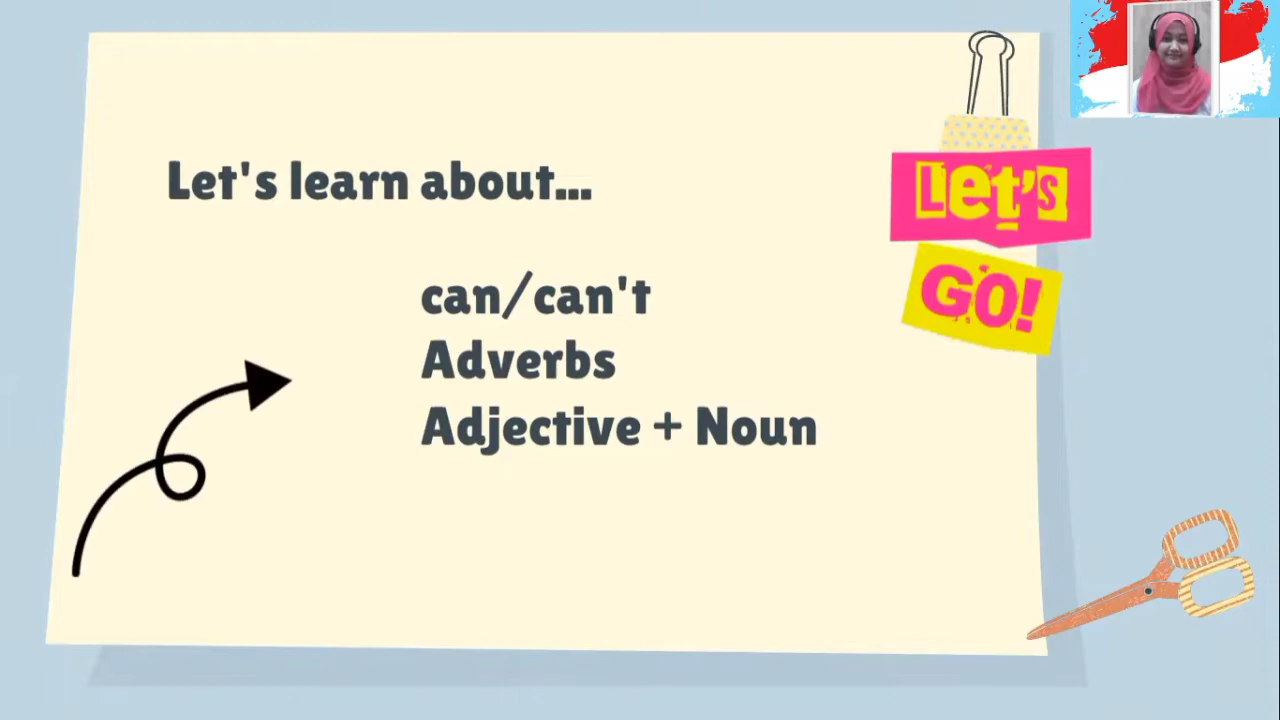 Let's learn about...
can/can't
Adverbs
Adjective + Noun
Let's
GO!